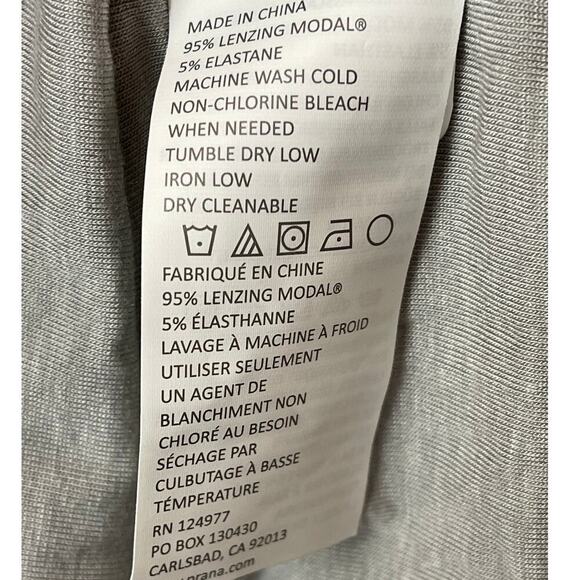 MADE IN CHINA
95% LENZING MODAL®
5% ELASTANE
MACHINE WASH COLD
NON-CHLORINE BLEACH
WHEN NEEDED
TUMBLE DRY LOW
IRON LOW
DRY CLEANABLE
FABRIQUÉ EN CHINE
95% LENZING MODAL®
5% ÉLASTHANNE
LAVAGE À MACHINE À FROID
UTILISER SEULEMENT
UN AGENT DE
BLANCHIMENT NON
CHLORÉ AU BESOIN
SÉCHAGE PAR
CULBUTAGE À BASSE
TÉMPÉRATURE
RN 124977
PO BOX 130430
CARLSBAD, CA 92013
prana.com